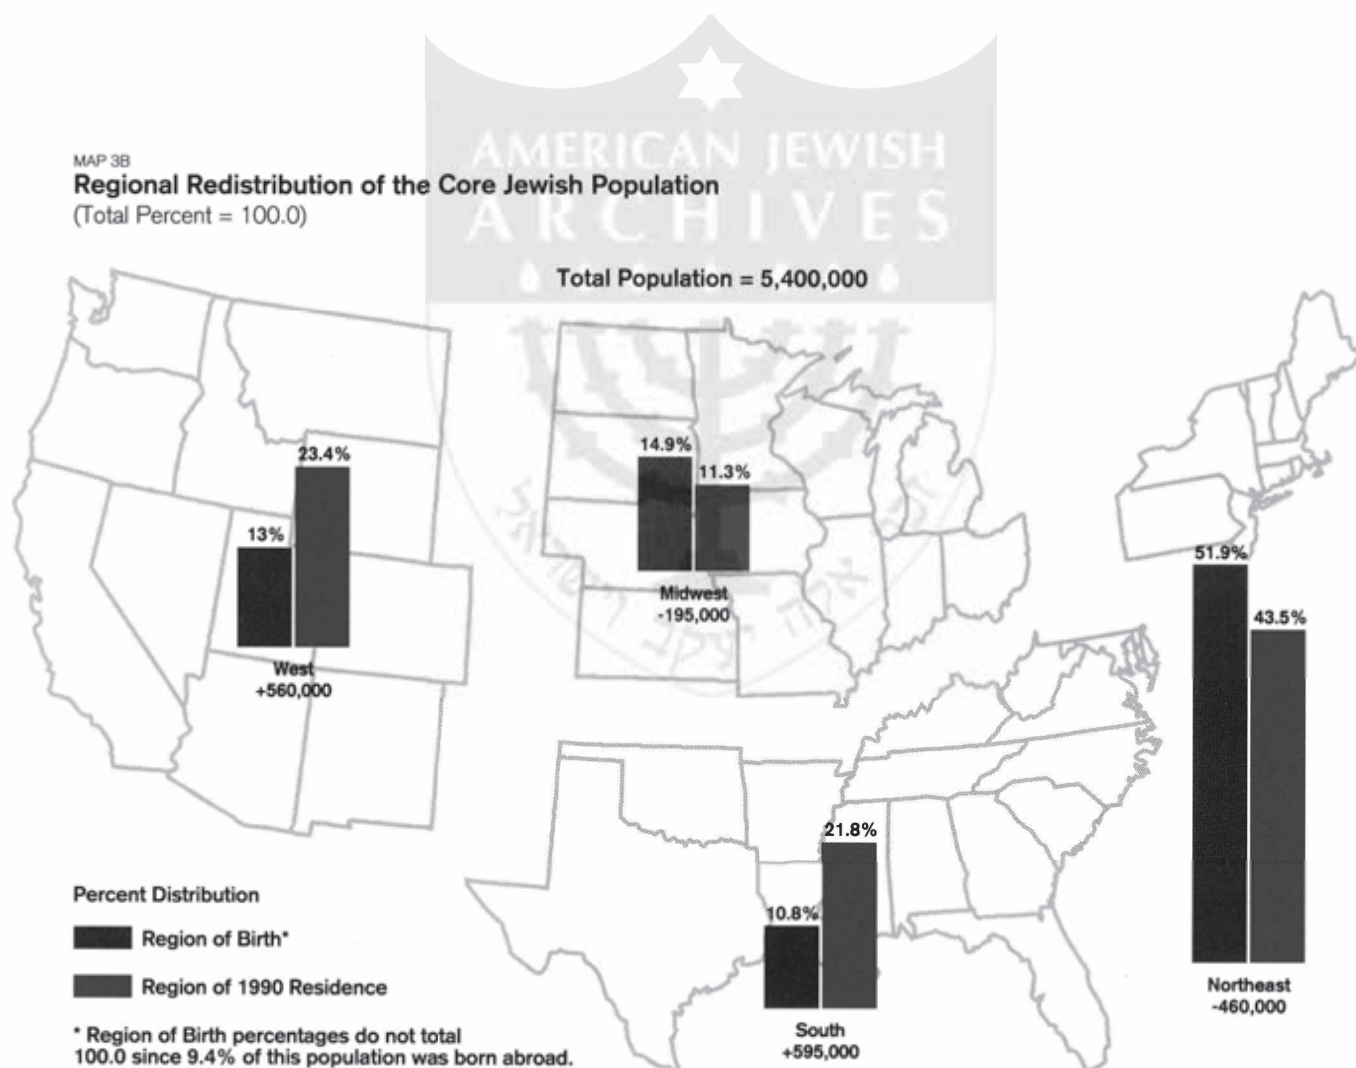 AMERICAN JEWISH
ARCHIVES
MAP 3B
Regional Redistribution of the Core Jewish Population
(Total Percent = 100.0)
Total Population = 5,400,000
13%
23.4%
West
+560,000
14.9%
11.3%
Midwest
-195,000
51.9%
43.5%
Northeast
-460,000
10.8%
21.8%
South
+595,000
Percent Distribution
Region of Birth*
Region of 1990 Residence
* Region of Birth percentages do not total
100.0 since 9.4% of this population was born abroad.